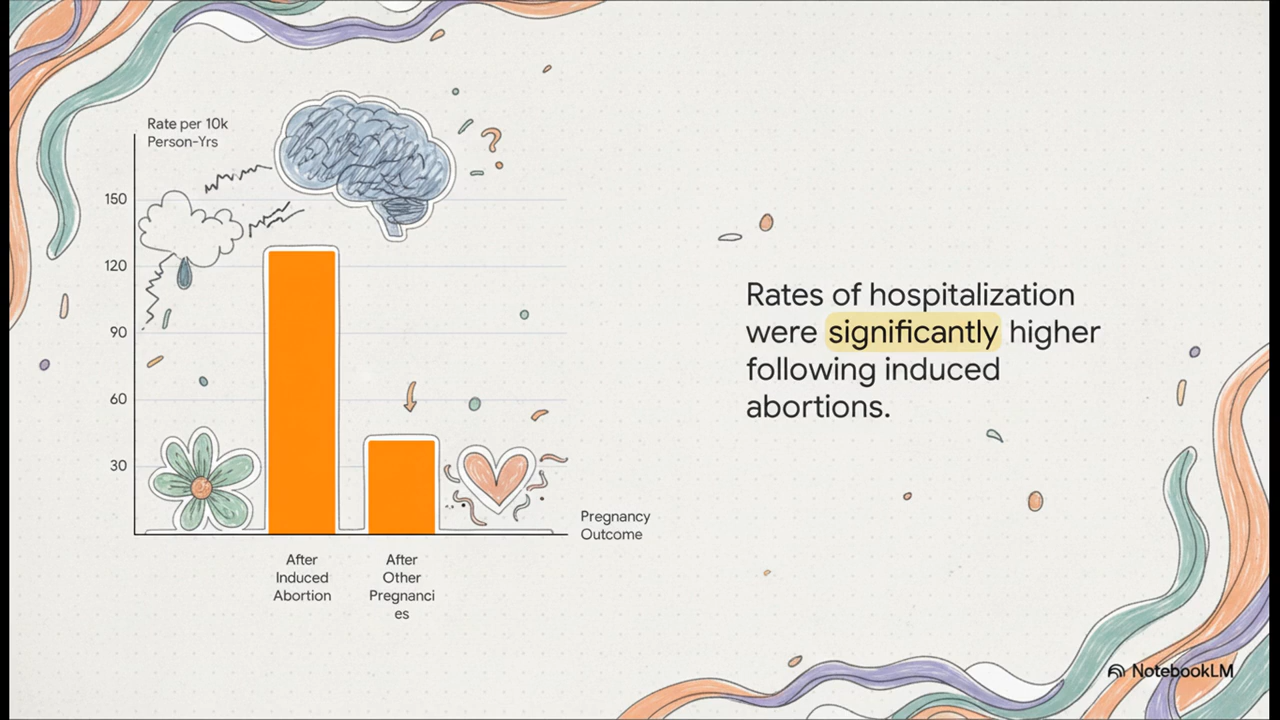 Rate per 10k
Person-Yrs
150
120
90
60
30
Pregnancy
Outcome
After
Induced
Abortion
After
Other
Pregnanci
es
Rates of hospitalization
were significantly higher
following induced
abortions.
NotebookLM